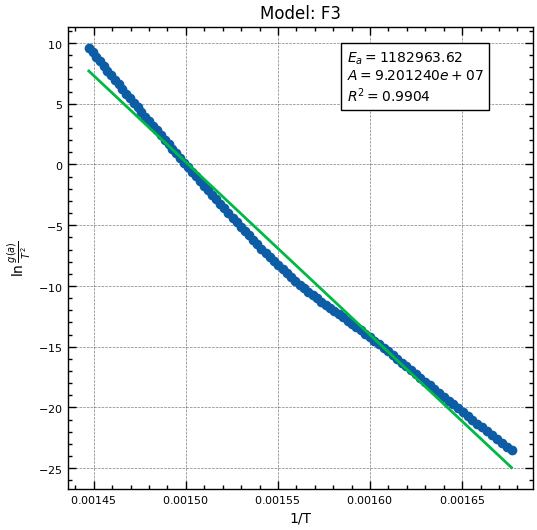 Model: F3
E_a = 1182963.62
A = 9.201240e + 07
R^2 = 0.9904
10
5
0
−5
−10
−15
−20
−25
ln g(a)/T^2
0.00145 0.00150 0.00155 0.00160 0.00165
1/T